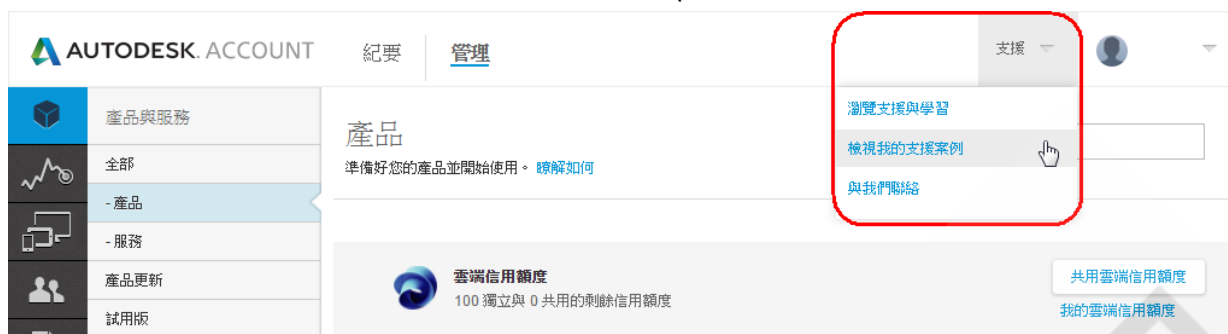 AUTODESK. ACCOUNT 紀要 管理 支援
產品與服務
全部
-產品
-服務
產品更新
試用版
產品
準備好您的產品並開始使用。 瞭解如何
瀏覽支援與學習
檢視我的支援案例
與我們聯絡
雲端信用額度
100 獨立與 0 共用的剩餘信用額度
共用雲端信用額度
我的雲端信用額度